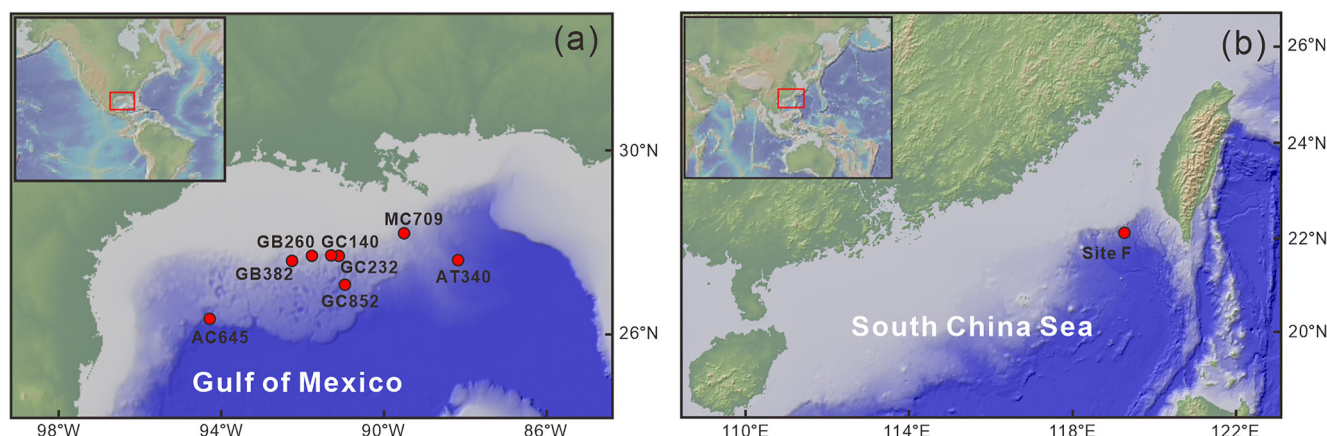 (a)
30°N
MC709
GB260
GC140
GB382
GC232
AT340
GC852
AC645
26°N
Gulf of Mexico
98°W
94°W
90°W
86°W
(b)
26°N
24°N
22°N
Site F
20°N
South China Sea
110°E
114°E
118°E
122°E